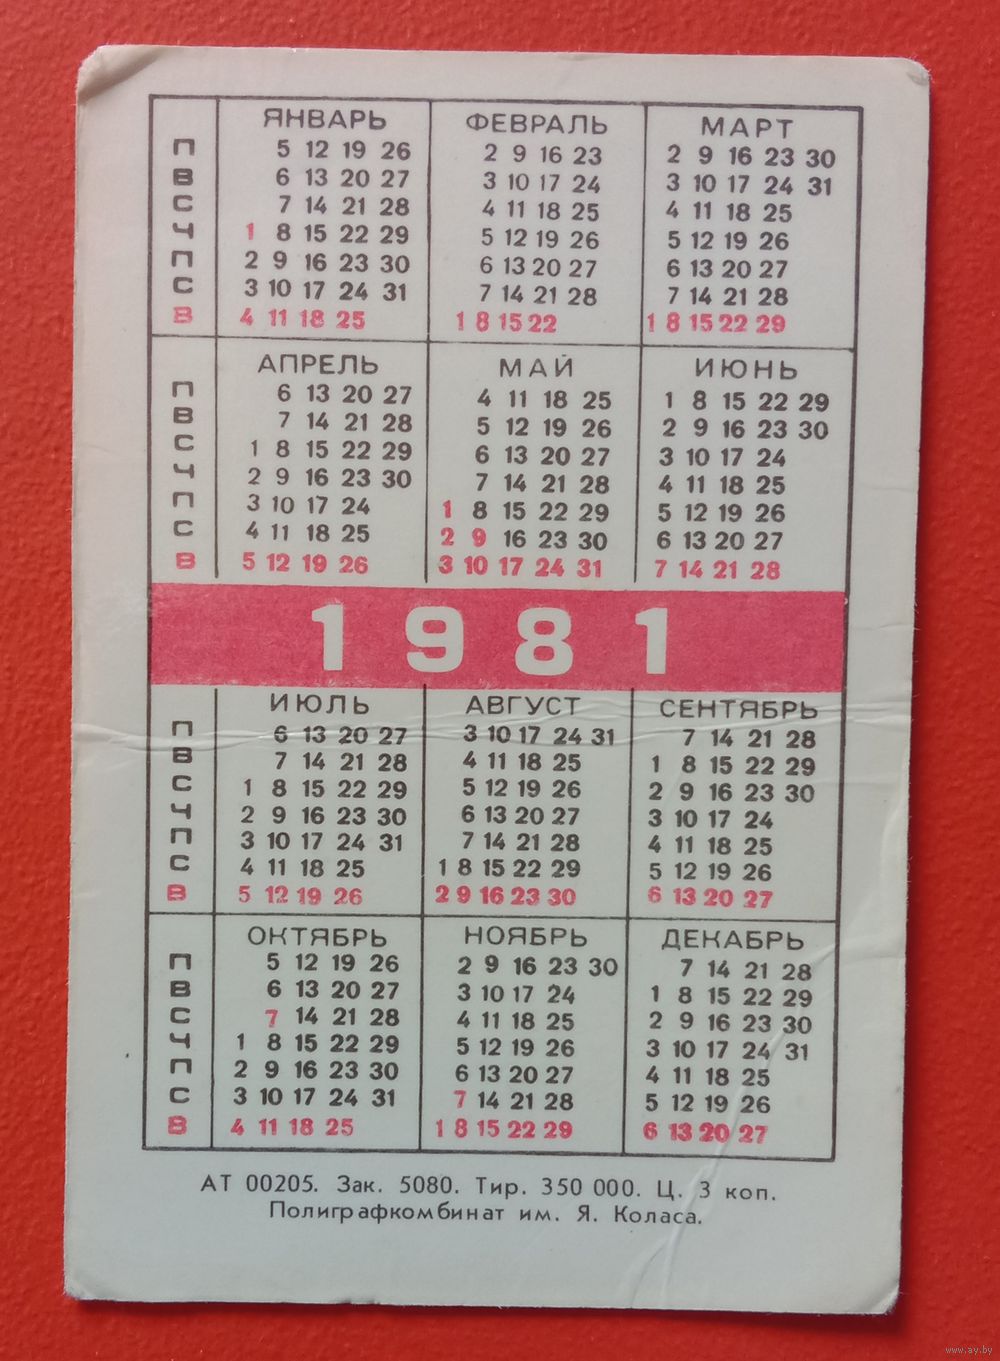 ЯНВАРЬ ФЕВРАЛЬ МАРТ
П 5 12 19 26 2 9 16 23 2 9 16 23 30
В 6 13 20 27 3 10 17 24 3 10 17 24 31
С 7 14 21 28 4 11 18 25 4 11 18 25
Ч 1 8 15 22 29 5 12 19 26 5 12 19 26
П 2 9 16 23 30 6 13 20 27 6 13 20 27
С 3 10 17 24 31 7 14 21 28 7 14 21 28
В 4 11 18 25 1 8 15 22 1 8 15 22 29
АПРЕЛЬ МАЙ ИЮНЬ
П 6 13 20 27 4 11 18 25 1 8 15 22 29
В 7 14 21 28 5 12 19 26 2 9 16 23 30
С 1 8 15 22 29 6 13 20 27 3 10 17 24
Ч 2 9 16 23 30 7 14 21 28 4 11 18 25
П 3 10 17 24 1 8 15 22 29 5 12 19 26
С 4 11 18 25 2 9 16 23 30 6 13 20 27
В 5 12 19 26 3 10 17 24 31 7 14 21 28
1981
ИЮЛЬ АВГУСТ СЕНТЯБРЬ
П 6 13 20 27 3 10 17 24 31 7 14 21 28
В 7 14 21 28 4 11 18 25 1 8 15 22 29
С 1 8 15 22 29 5 12 19 26 2 9 16 23 30
Ч 2 9 16 23 30 6 13 20 27 3 10 17 24
П 3 10 17 24 31 7 14 21 28 4 11 18 25
С 4 11 18 25 1 8 15 22 29 5 12 19 26
В 5 12 19 26 2 9 16 23 30 6 13 20 27
ОКТЯБРЬ НОЯБРЬ ДЕКАБРЬ
П 5 12 19 26 2 9 16 23 30 7 14 21 28
В 6 13 20 27 3 10 17 24 1 8 15 22 29
С 7 14 21 28 4 11 18 25 2 9 16 23 30
Ч 1 8 15 22 29 5 12 19 26 3 10 17 24 31
П 2 9 16 23 30 6 13 20 27 4 11 18 25
С 3 10 17 24 31 7 14 21 28 5 12 19 26
В 4 11 18 25 1 8 15 22 29 6 13 20 27
АТ 00205. Зак. 5080. Тир. 350 000. Ц. 3 коп.
Полиграфкомбинат им. Я. Коласа.
www.ay.by